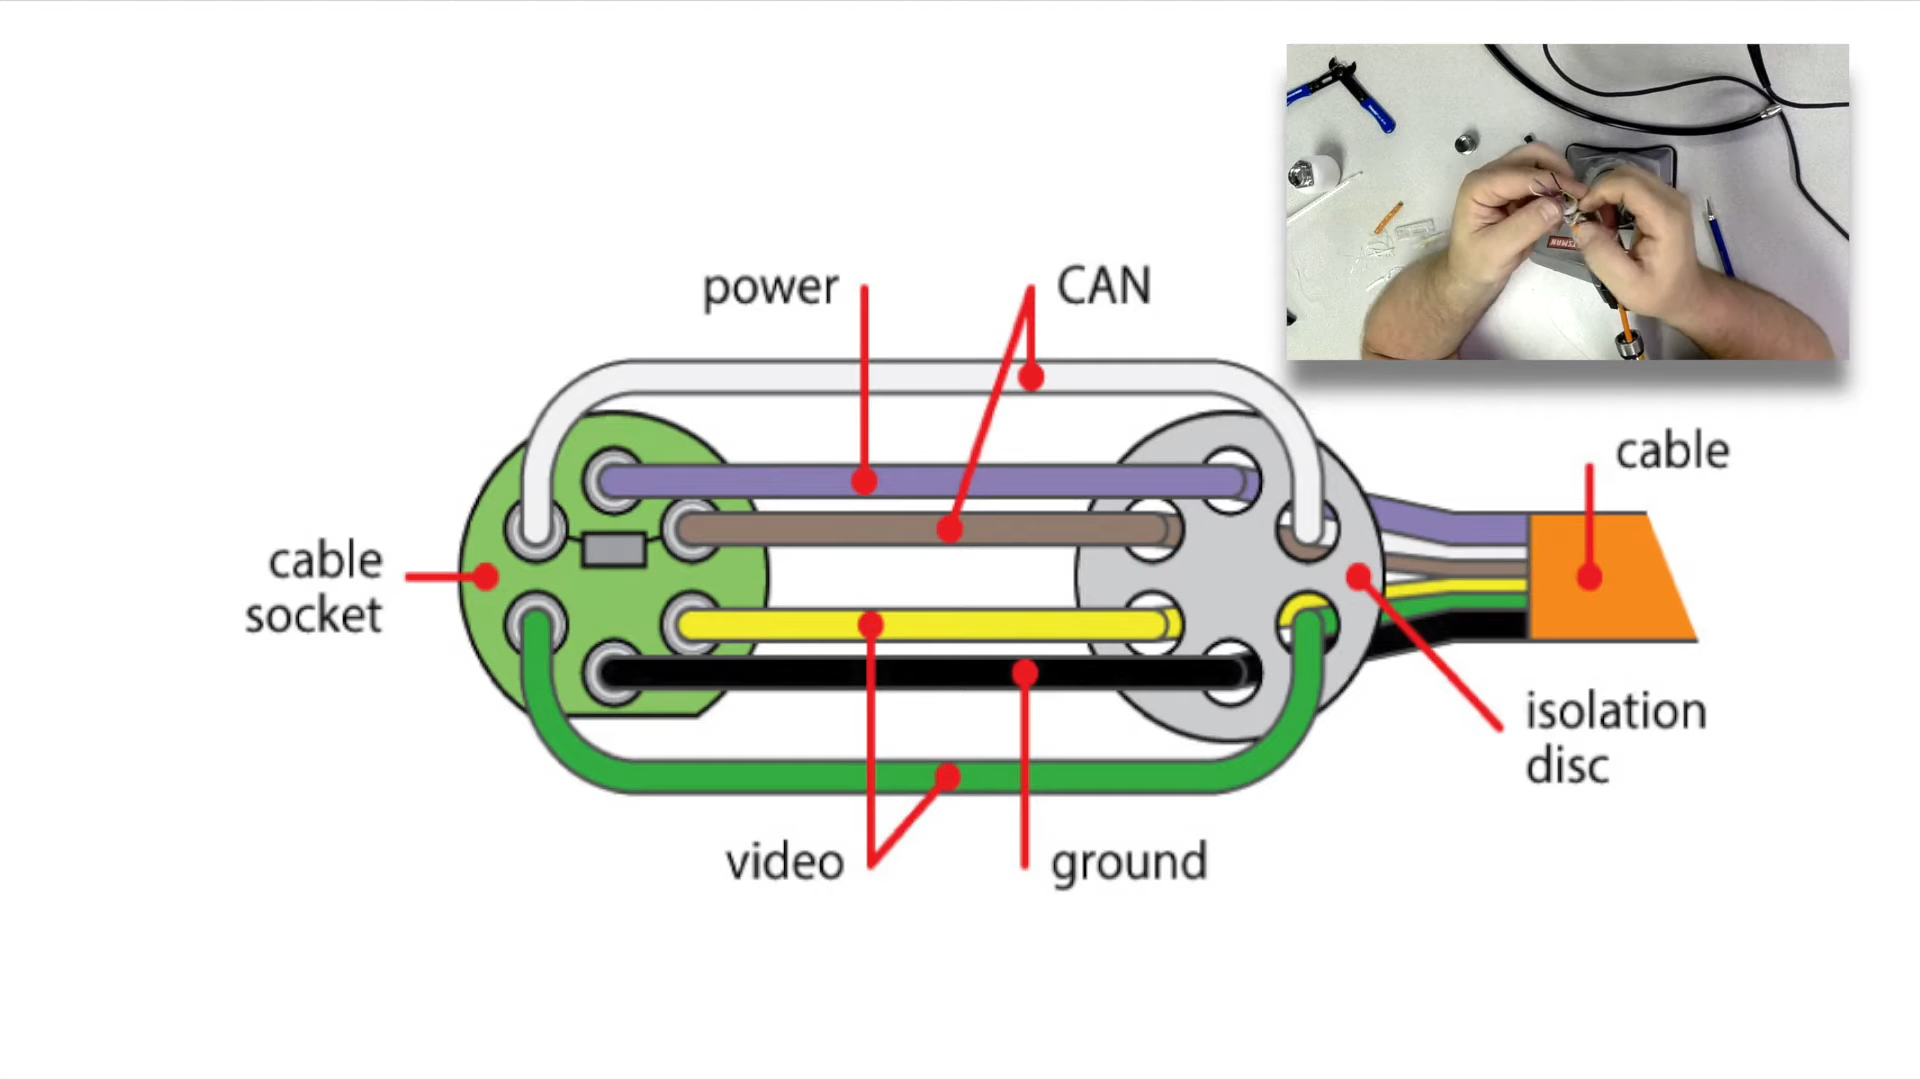 power
CAN
cable
cable
socket
isolation
disc
video
ground